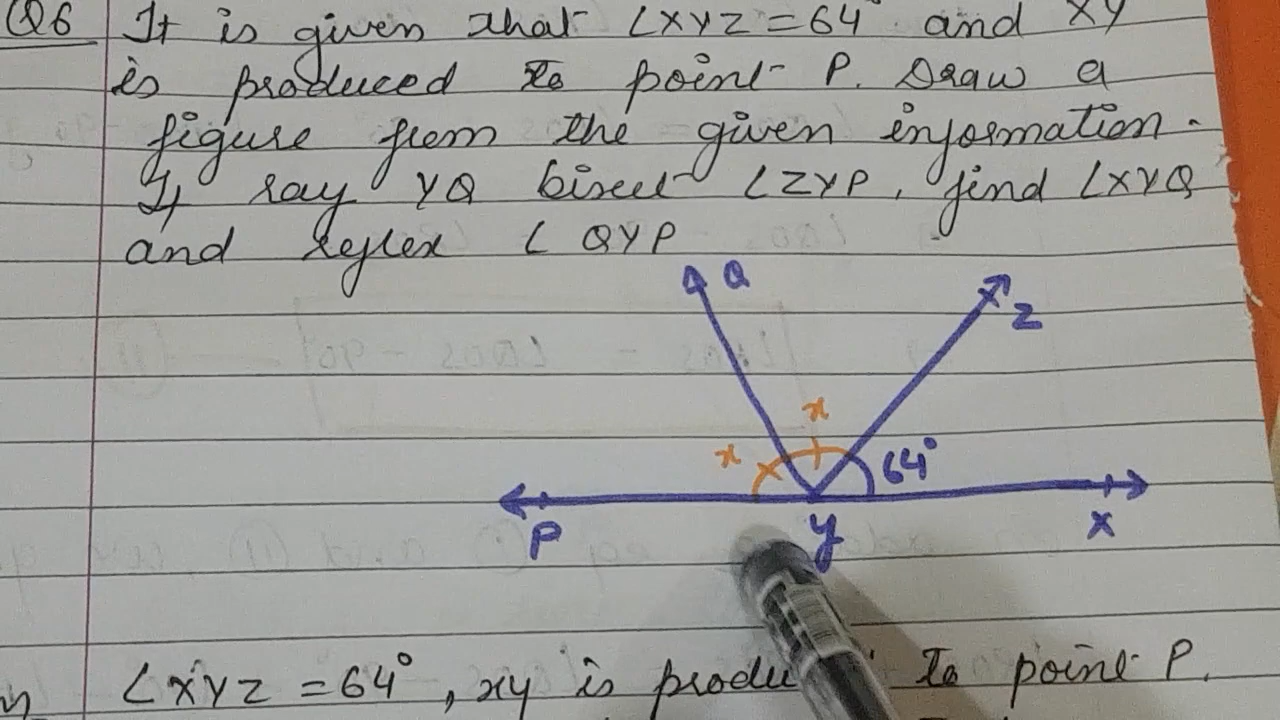 Q6 It is given that ∠XYZ = 64° and XY
is produced to point P. Draw a
figure from the given information.
If ray YQ bisect ∠ZYP, find ∠XYQ
and reflex ∠QYP
Q
Z
x
x
64°
P
y
X
∠XYZ = 64°, xy is to point P.